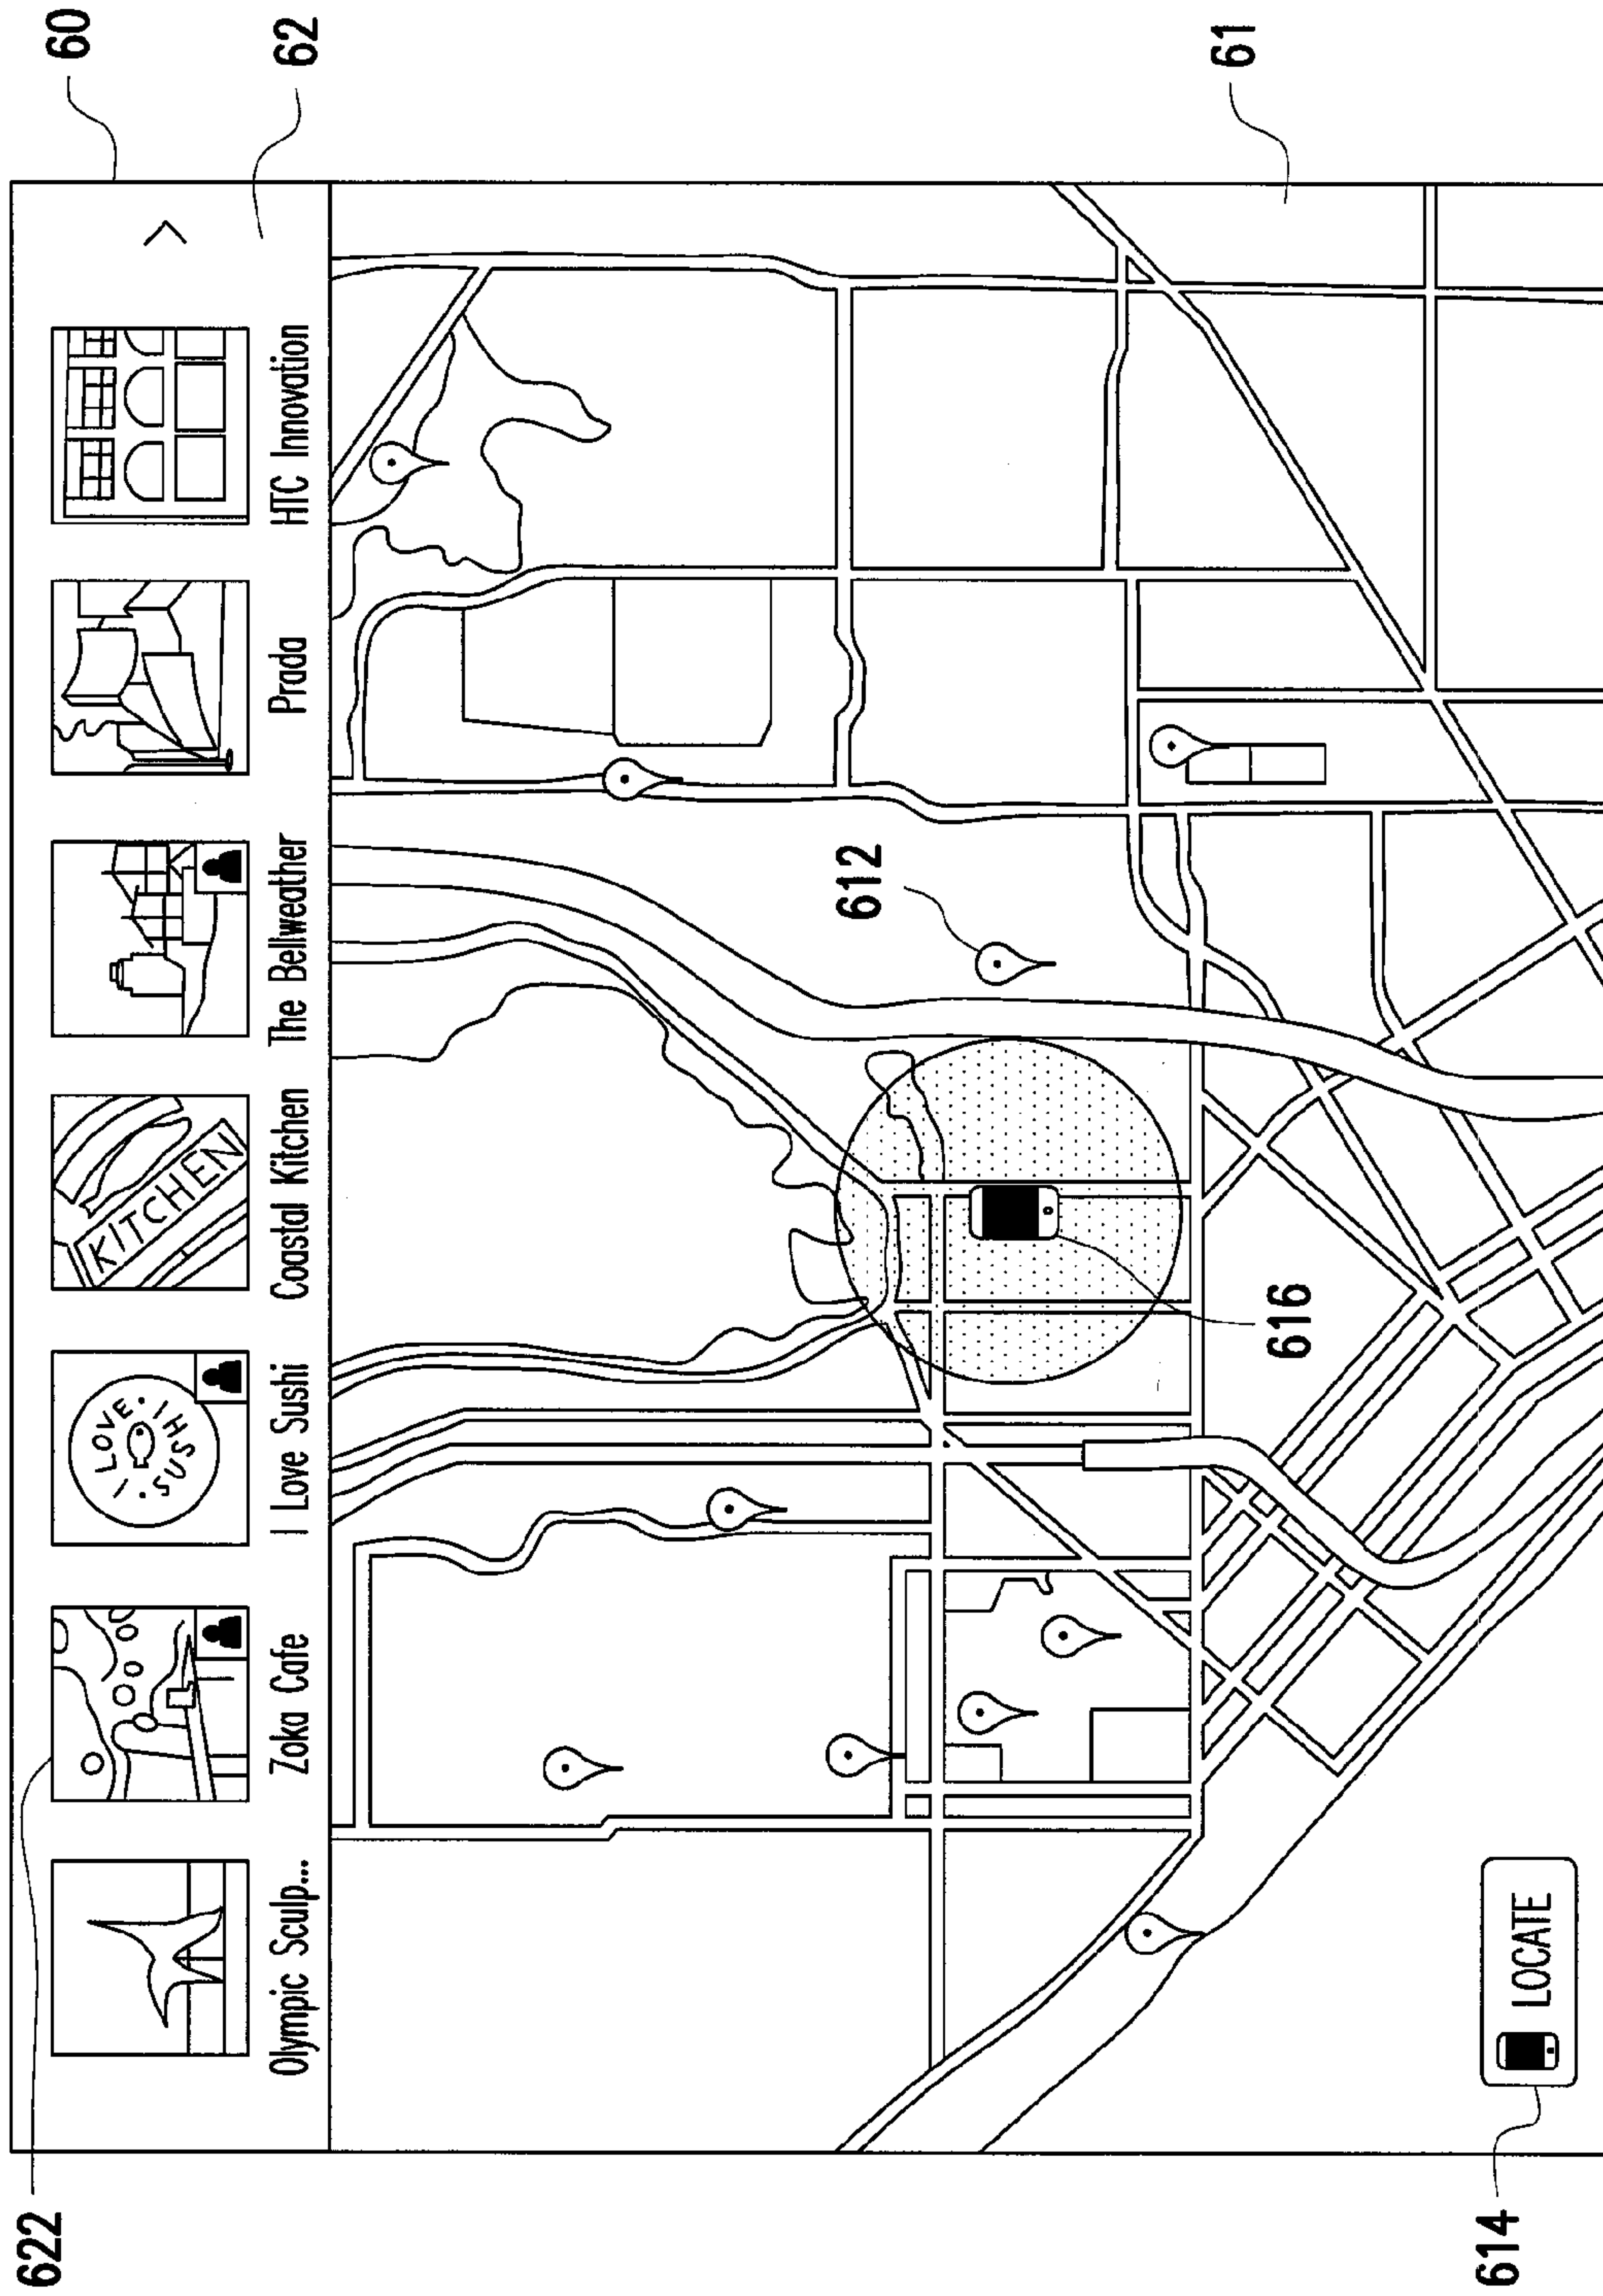 622
60
62
KITCHEN
I LOVE SUSHI
Olympic Sculp...
Zoka Cafe
I Love Sushi
Coastal Kitchen
The Bellweather
Prada
HTC Innovation
612
616
61
614
LOCATE